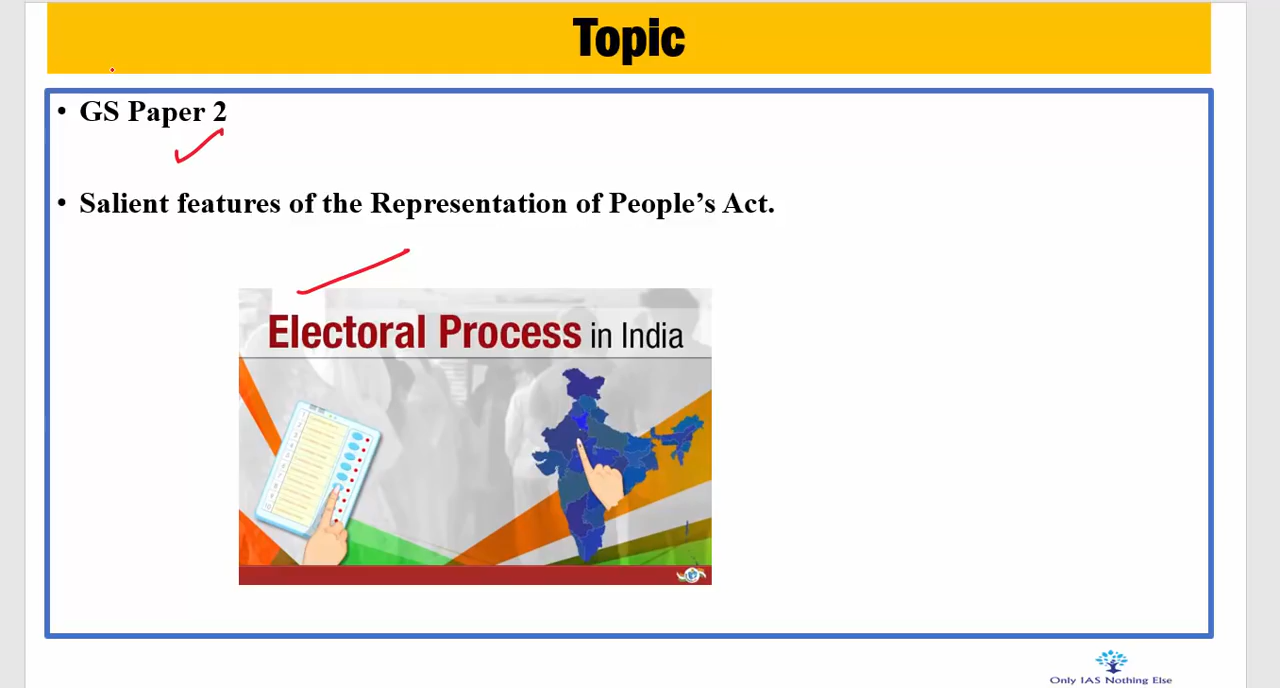 Topic
• GS Paper 2
• Salient features of the Representation of People's Act.
Electoral Process in India
Only IAS Nothing Else